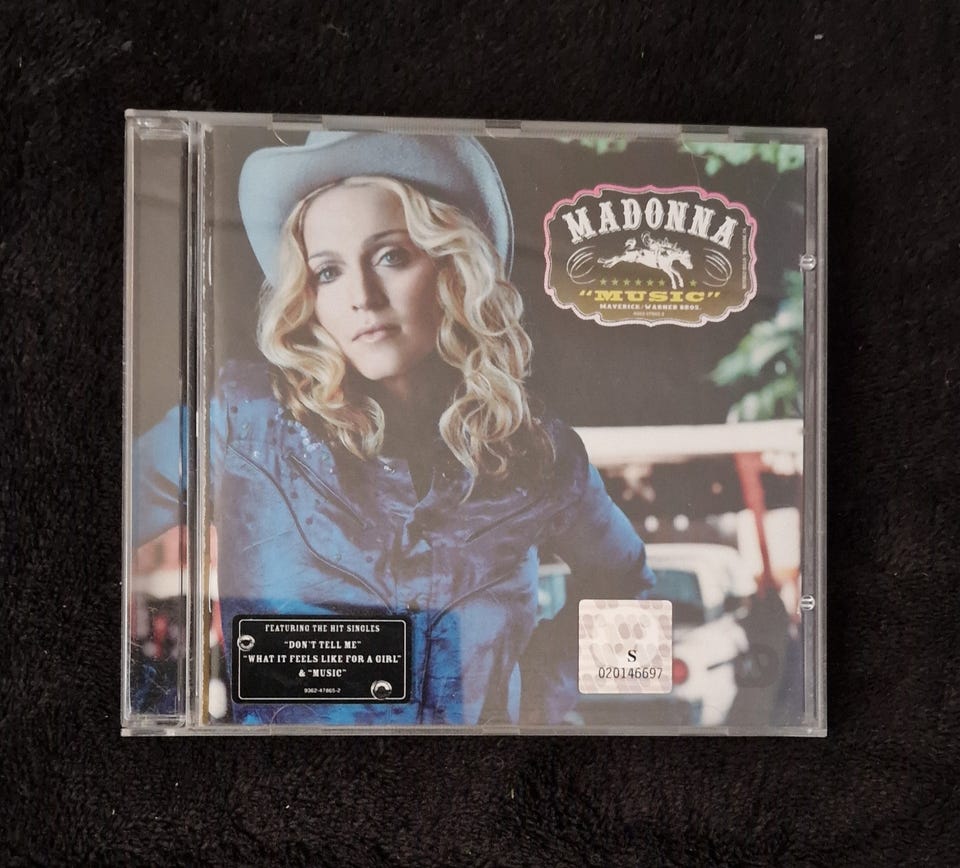 MADONNA
"MUSIC"
MAVERICK/WARNER BROS.
FEATURING THE HIT SINGLES
"DON'T TELL ME"
"WHAT IT FEELS LIKE FOR A GIRL"
& "MUSIC"
9362-47865-2
S
020146697